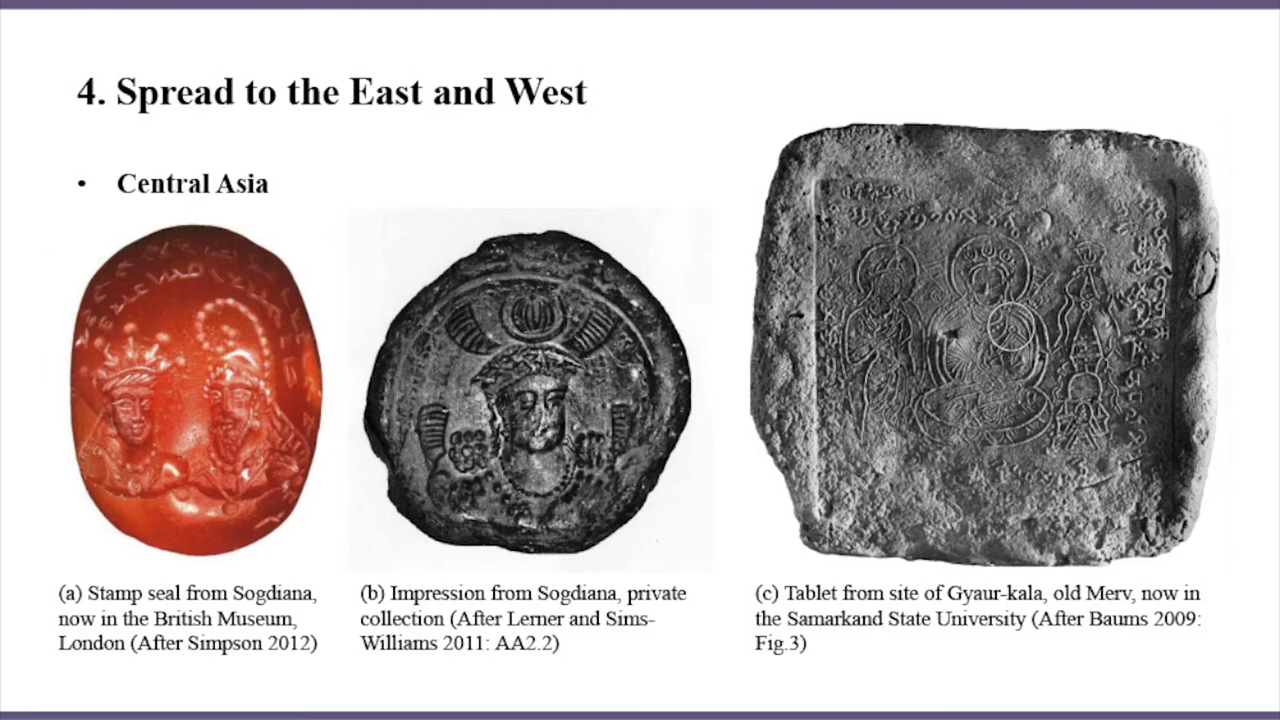 4. Spread to the East and West
• Central Asia
(a) Stamp seal from Sogdiana,
now in the British Museum,
London (After Simpson 2012)
(b) Impression from Sogdiana, private
collection (After Lerner and Sims-
Williams 2011: AA2.2)
(c) Tablet from site of Gyaur-kala, old Merv, now in
the Samarkand State University (After Baums 2009:
Fig.3)